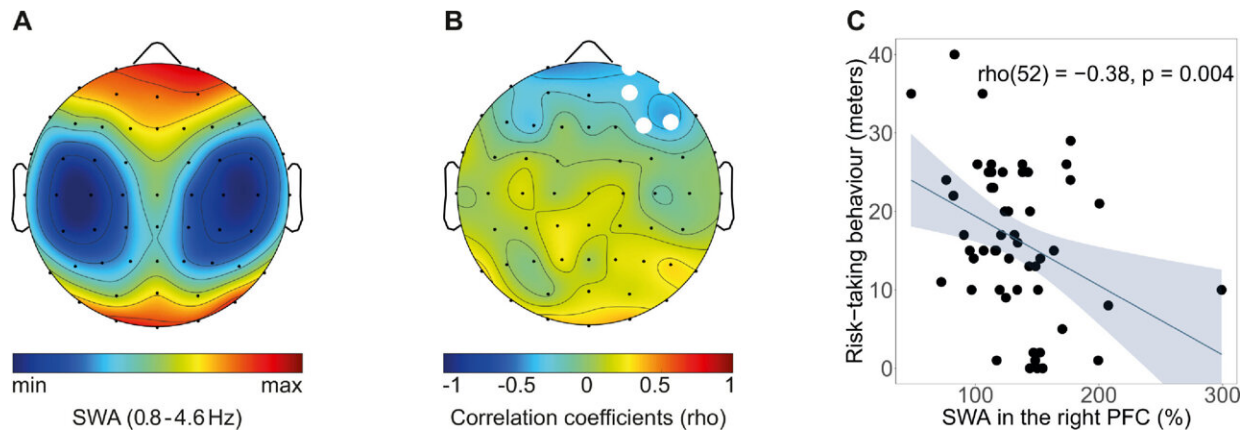 A
min max
SWA (0.8-4.6 Hz)
B
-1 -0.5 0 0.5 1
Correlation coefficients (rho)
C
rho(52) = −0.38, p = 0.004
Risk−taking behaviour (meters)
40
30
20
10
0
100 200 300
SWA in the right PFC (%)